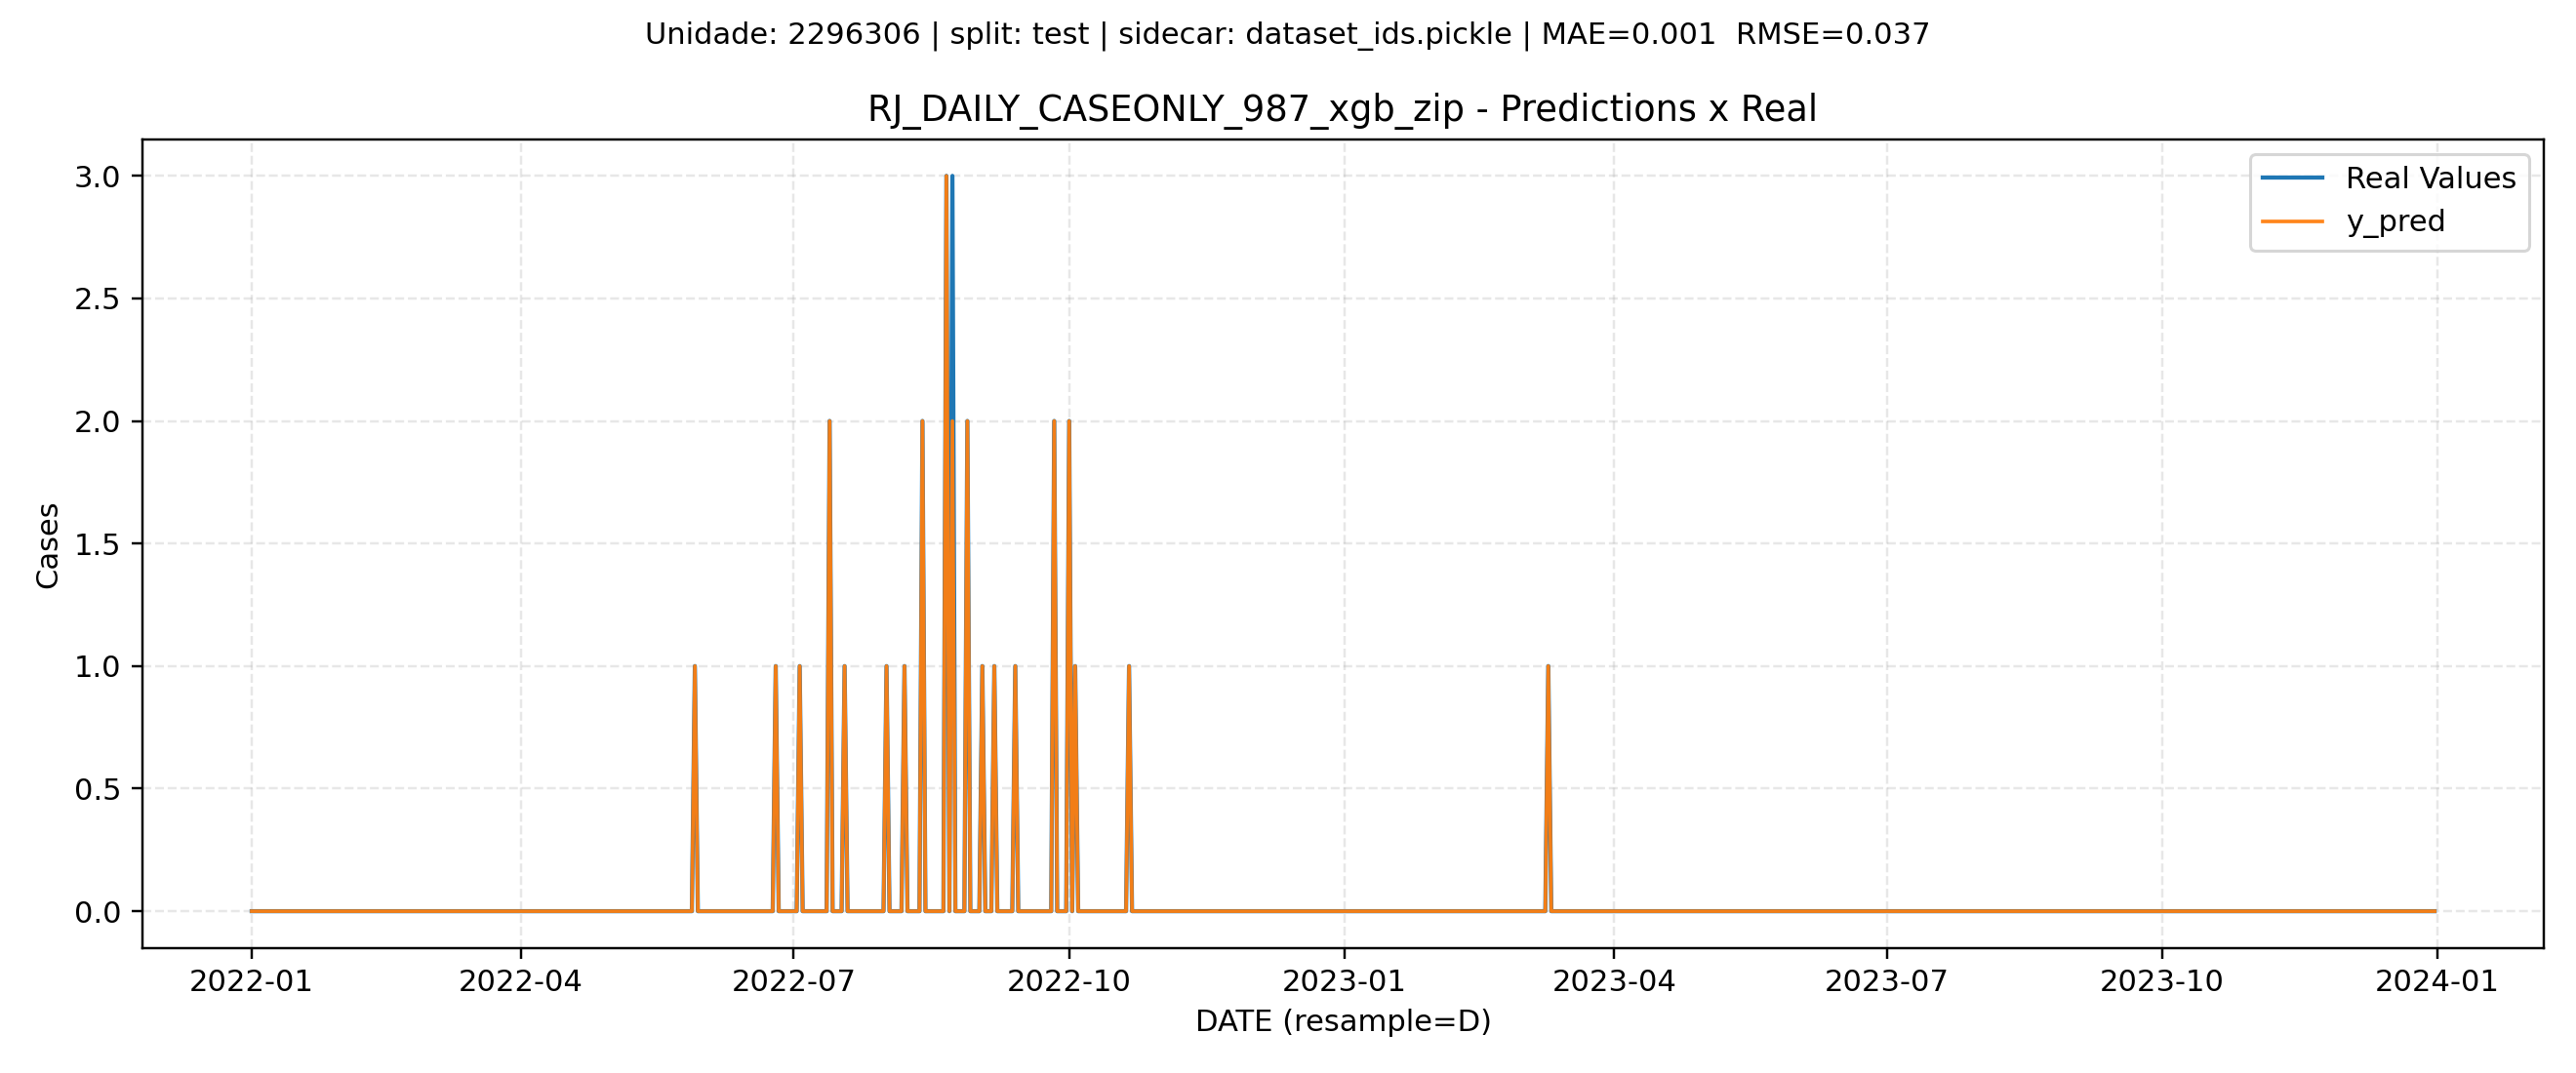 Unidade: 2296306 | split: test | sidecar: dataset_ids.pickle | MAE=0.001  RMSE=0.037
RJ_DAILY_CASEONLY_987_xgb_zip - Predictions x Real
Real Values
y_pred
3.0
2.5
2.0
1.5
1.0
0.5
0.0
Cases
2022-01
2022-04
2022-07
2022-10
2023-01
2023-04
2023-07
2023-10
2024-01
DATE (resample=D)